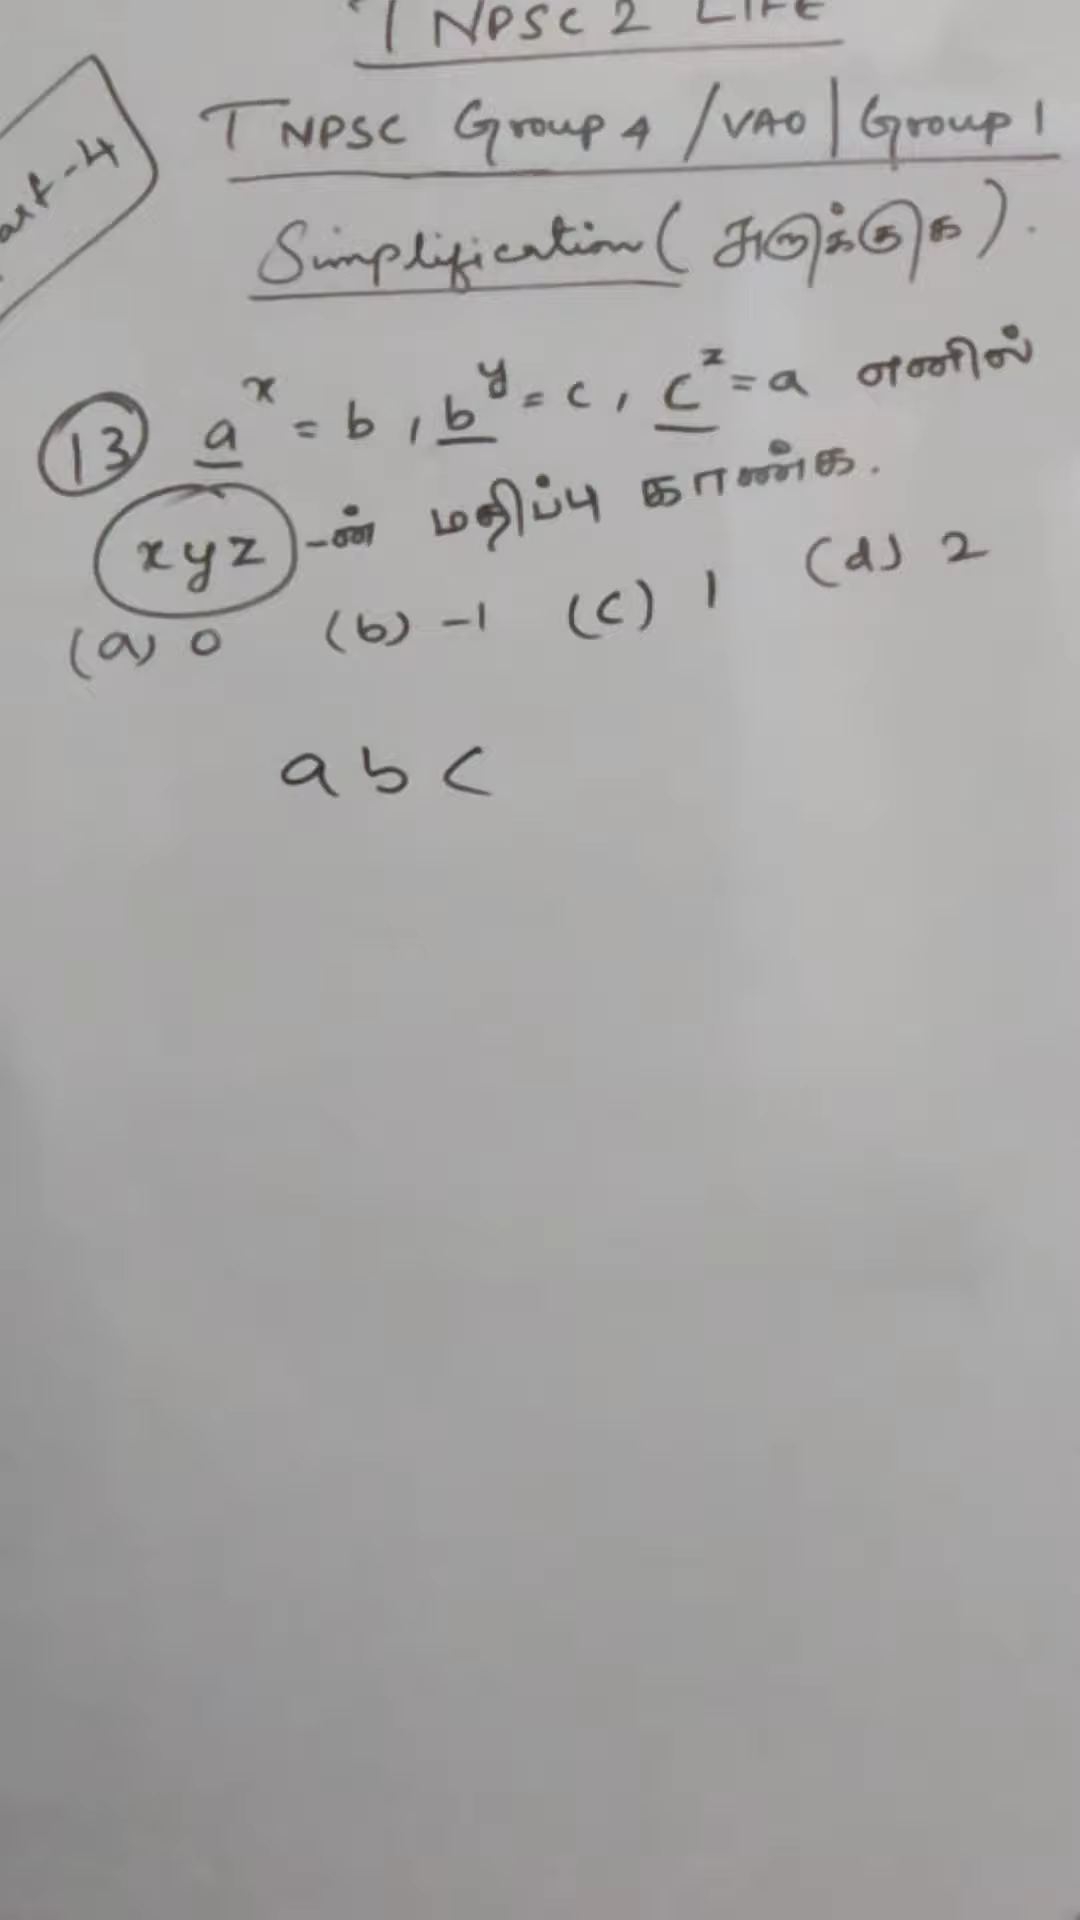 TNPSC 2 LIFE
TNPSC Group 4 / VAO | Group 1
Simplification ( சுருக்குக ) .
(13) a^x = b , b^y = c , c^z = a எனில்
xyz -ன் மதிப்பு காண்க .
(a) 0 (b) -1 (c) 1 (d) 2
a b c